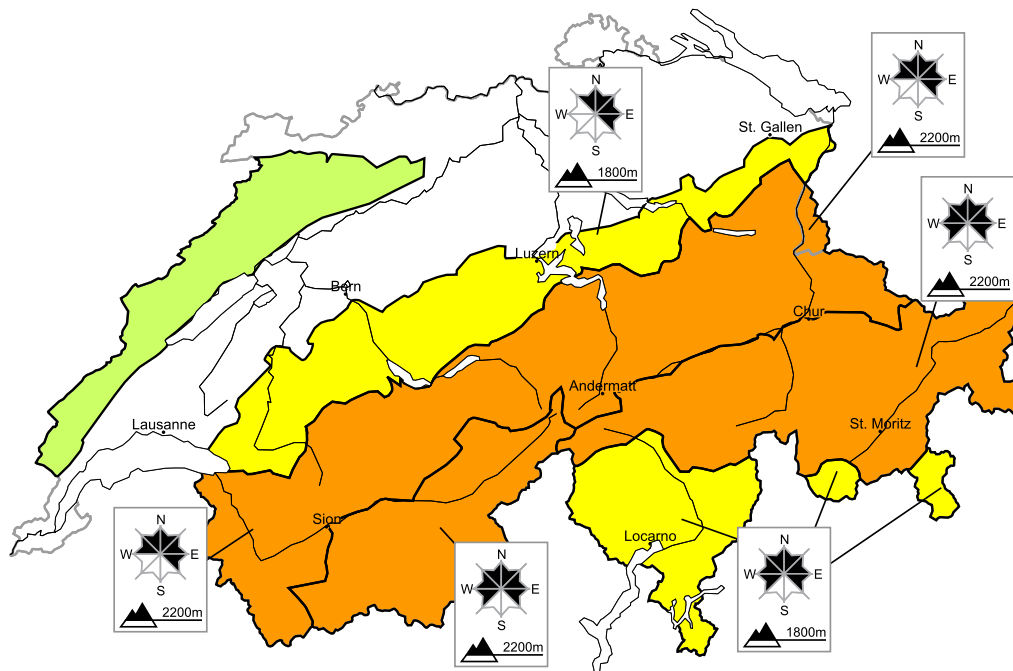 N
W E
S
2200m
N
W E
S
1800m
St. Gallen
N
W E
S
2200m
Luzern
Bern
Chur
Andermatt
Lausanne
St. Moritz
Sion
Locarno
N
W E
S
2200m
N
W E
S
2200m
N
W E
S
1800m